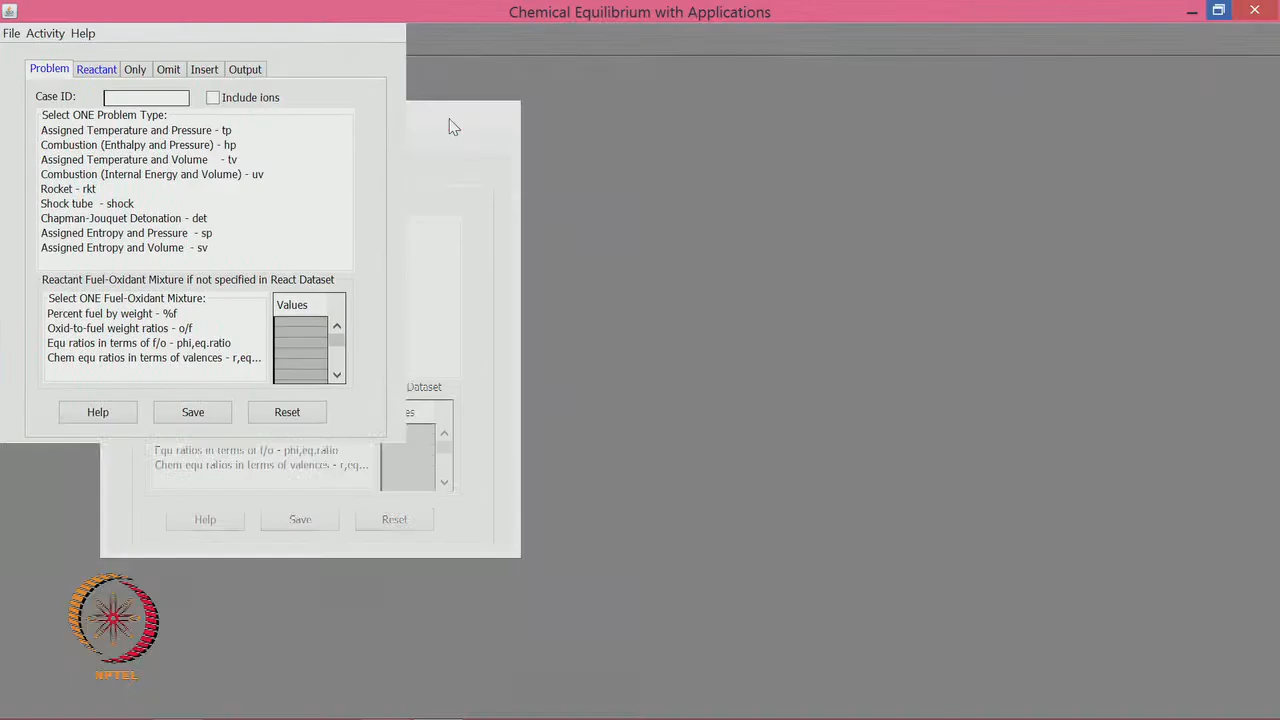 Chemical Equilibrium with Applications
File Activity Help
Problem Reactant Only Omit Insert Output
Case ID: Include ions
Select ONE Problem Type:
Assigned Temperature and Pressure - tp
Combustion (Enthalpy and Pressure) - hp
Assigned Temperature and Volume - tv
Combustion (Internal Energy and Volume) - uv
Rocket - rkt
Shock tube - shock
Chapman-Jouquet Detonation - det
Assigned Entropy and Pressure - sp
Assigned Entropy and Volume - sv
Reactant Fuel-Oxidant Mixture if not specified in React Dataset
Select ONE Fuel-Oxidant Mixture:
Values
Percent fuel by weight - %f
Oxid-to-fuel weight ratios - o/f
Equ ratios in terms of f/o - phi,eq.ratio
Chem equ ratios in terms of valences - r,eq...
Help Save Reset
Dataset
es
Equ ratios in terms of f/o - phi,eq.ratio
Chem equ ratios in terms of valences - r,eq...
Help Save Reset
NPTEL